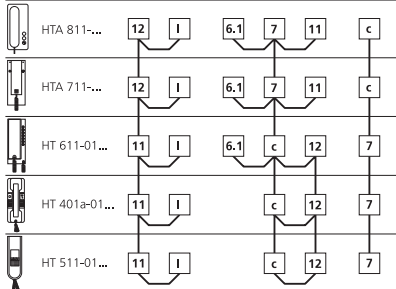 HTA 811-... 12 I 6.1 7 11 c
HTA 711-... 12 I 6.1 7 11 c
HT 611-01... 11 I 6.1 c 12 7
HT 401a-01... 11 I c 12 7
HT 511-01... 11 I c 12 7